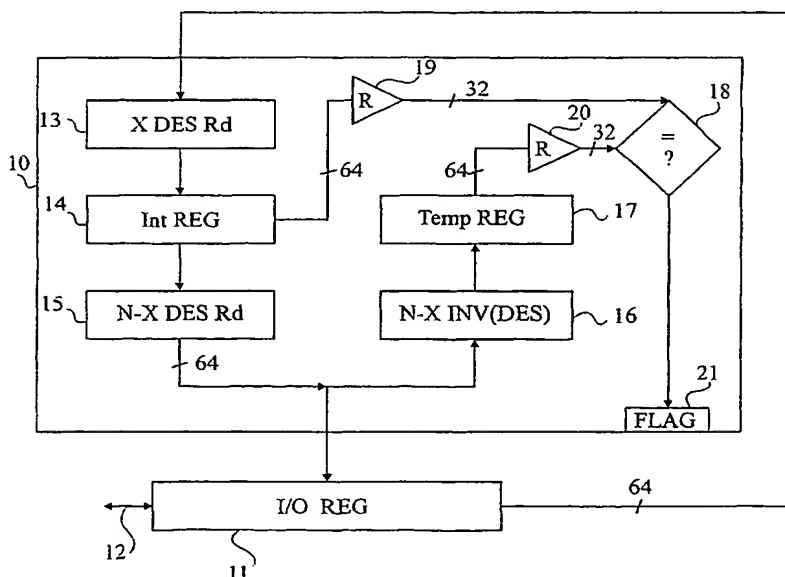 19
R
32
18
20
R
32
=
?
13
X DES Rd
10
64
64
14
Int REG
Temp REG
17
15
N-X DES Rd
N-X INV(DES)
16
64
21
FLAG
I/O REG
64
12
11